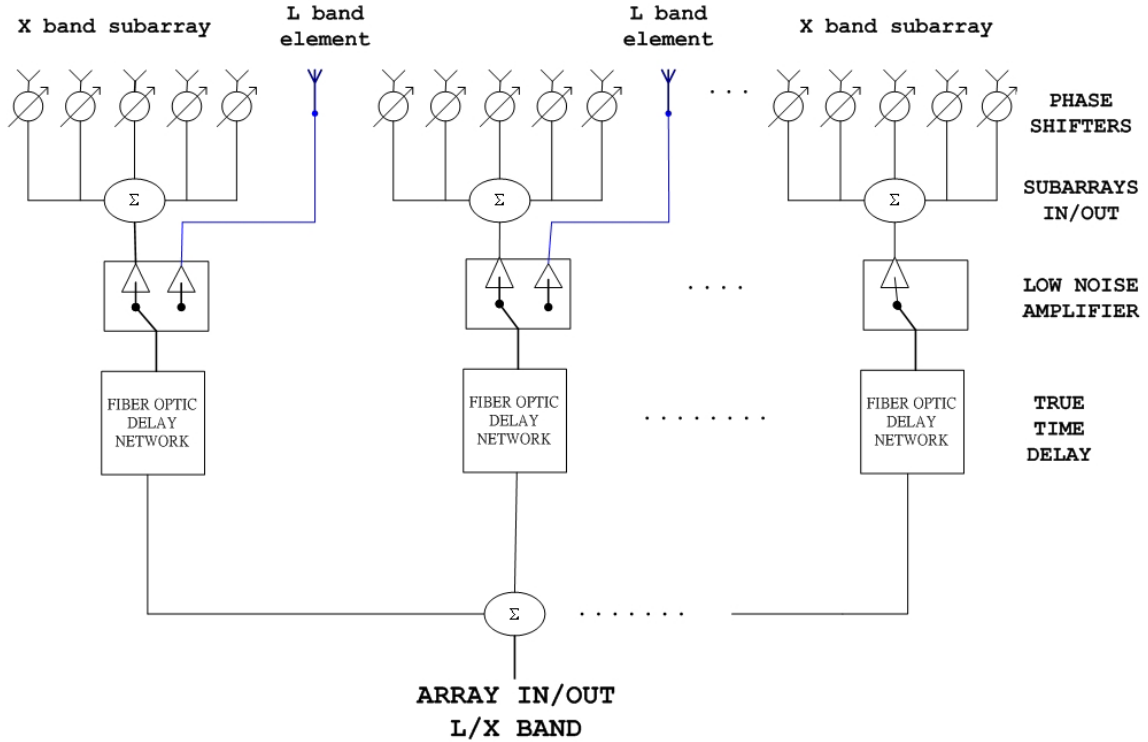 X band subarray
L band
element
L band
element
X band subarray
PHASE
SHIFTERS
Σ
Σ
Σ
SUBARRAYS
IN/OUT
LOW NOISE
AMPLIFIER
FIBER OPTIC
DELAY
NETWORK
FIBER OPTIC
DELAY
NETWORK
FIBER OPTIC
DELAY
NETWORK
TRUE
TIME
DELAY
Σ
ARRAY IN/OUT
L/X BAND